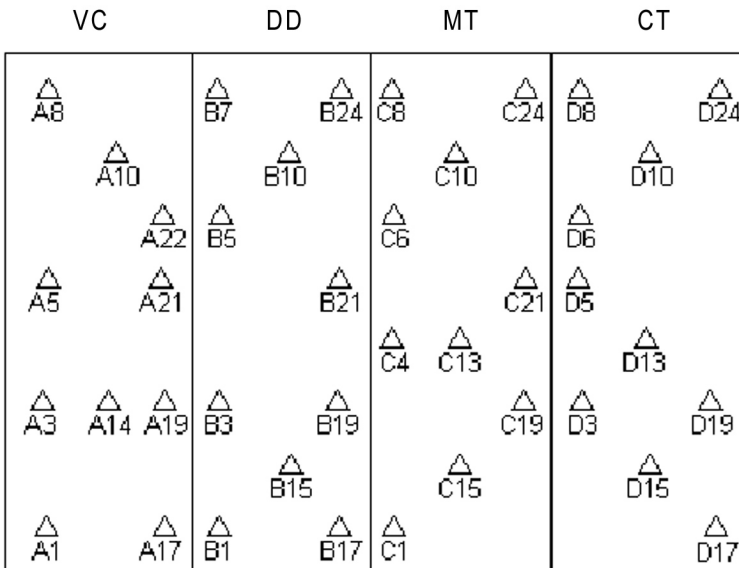 VC DD MT CT
A8 B7 B24 C8 C24 D8 D24
A10 B10 C10 D10
A22 B5 C6 D6
A5 A21 B21 C21 D5
C4 C13 D13
A3 A14 A19 B3 B19 C19 D3 D19
B15 C15 D15
A1 A17 B1 B17 C1 D17